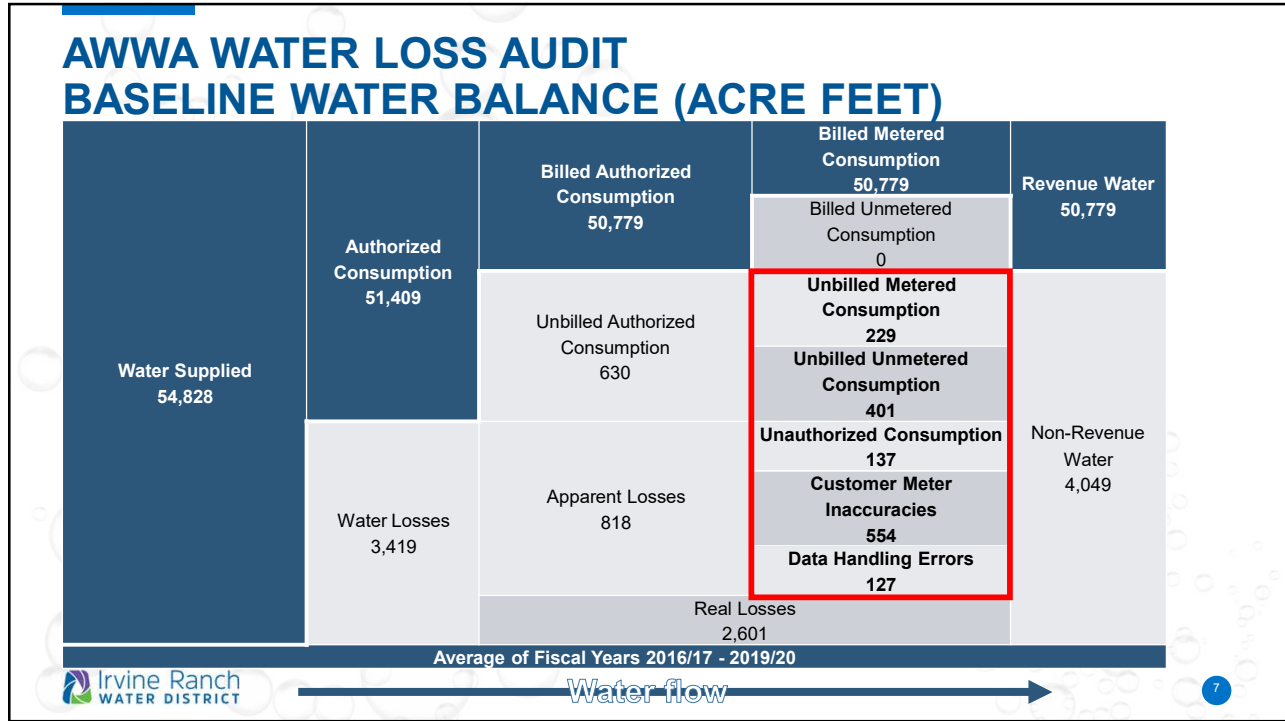 AWWA WATER LOSS AUDIT
BASELINE WATER BALANCE (ACRE FEET)
Water Supplied
54,828
Authorized
Consumption
51,409
Water Losses
3,419
Billed Authorized
Consumption
50,779
Unbilled Authorized
Consumption
630
Apparent Losses
818
Billed Metered
Consumption
50,779
Billed Unmetered
Consumption
0
Unbilled Metered
Consumption
229
Unbilled Unmetered
Consumption
401
Unauthorized Consumption
137
Customer Meter
Inaccuracies
554
Data Handling Errors
127
Real Losses
2,601
Revenue Water
50,779
Non-Revenue
Water
4,049
Average of Fiscal Years 2016/17 - 2019/20
Irvine Ranch
WATER DISTRICT
Water flow
7